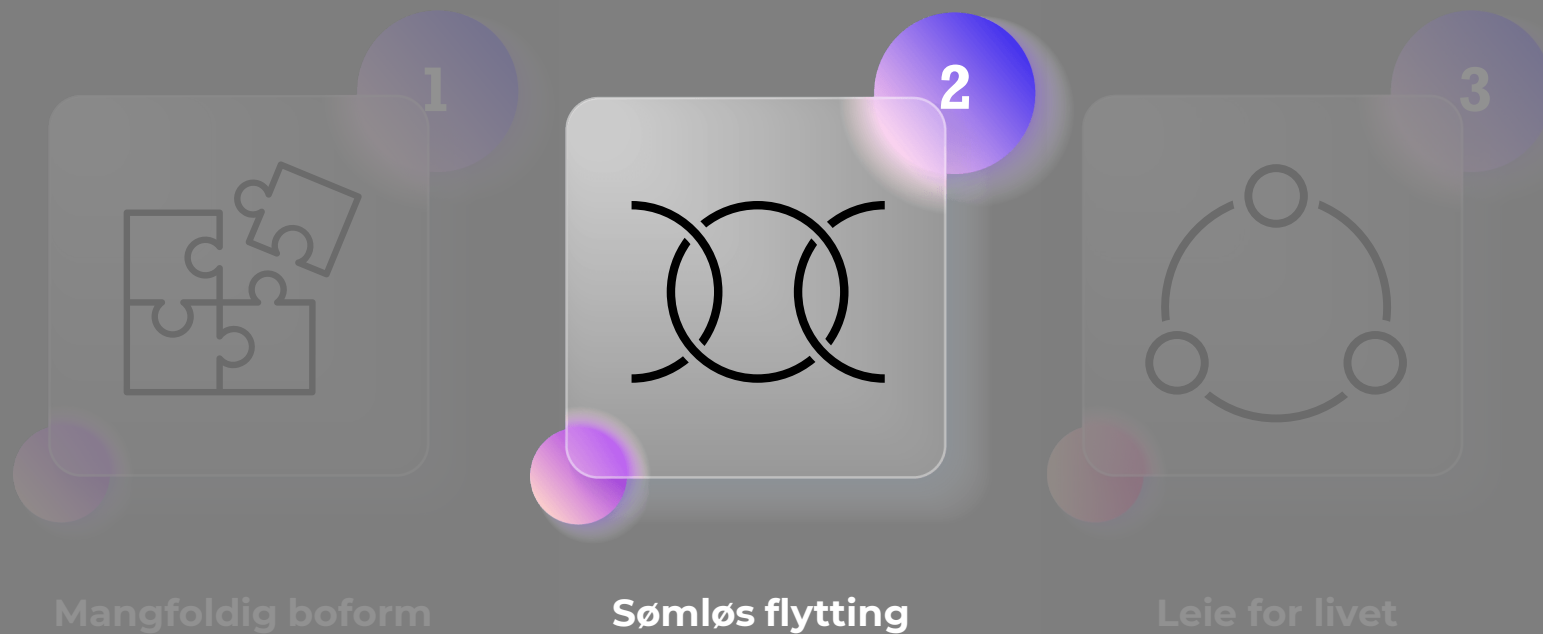 1
2
3
Mangfoldig boform
Sømløs flytting
Leie for livet